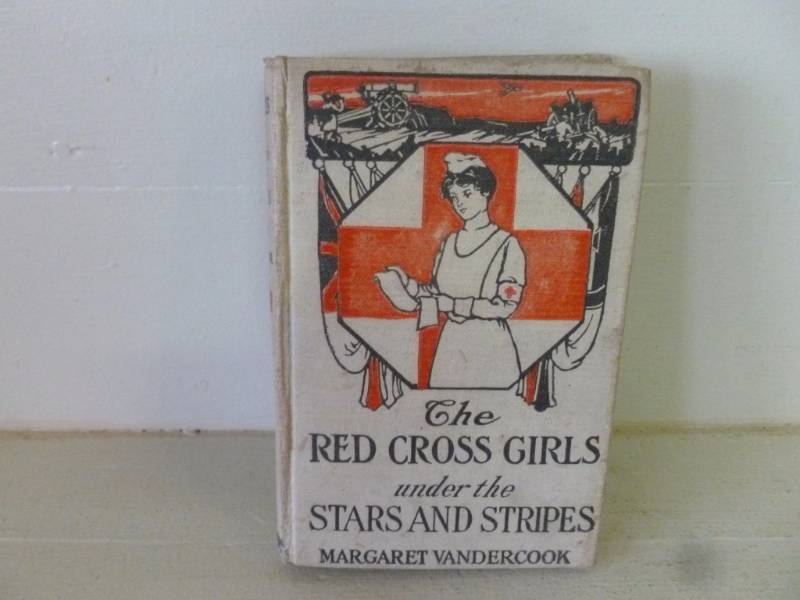 The
RED CROSS GIRLS
under the
STARS AND STRIPES
MARGARET VANDERCOOK